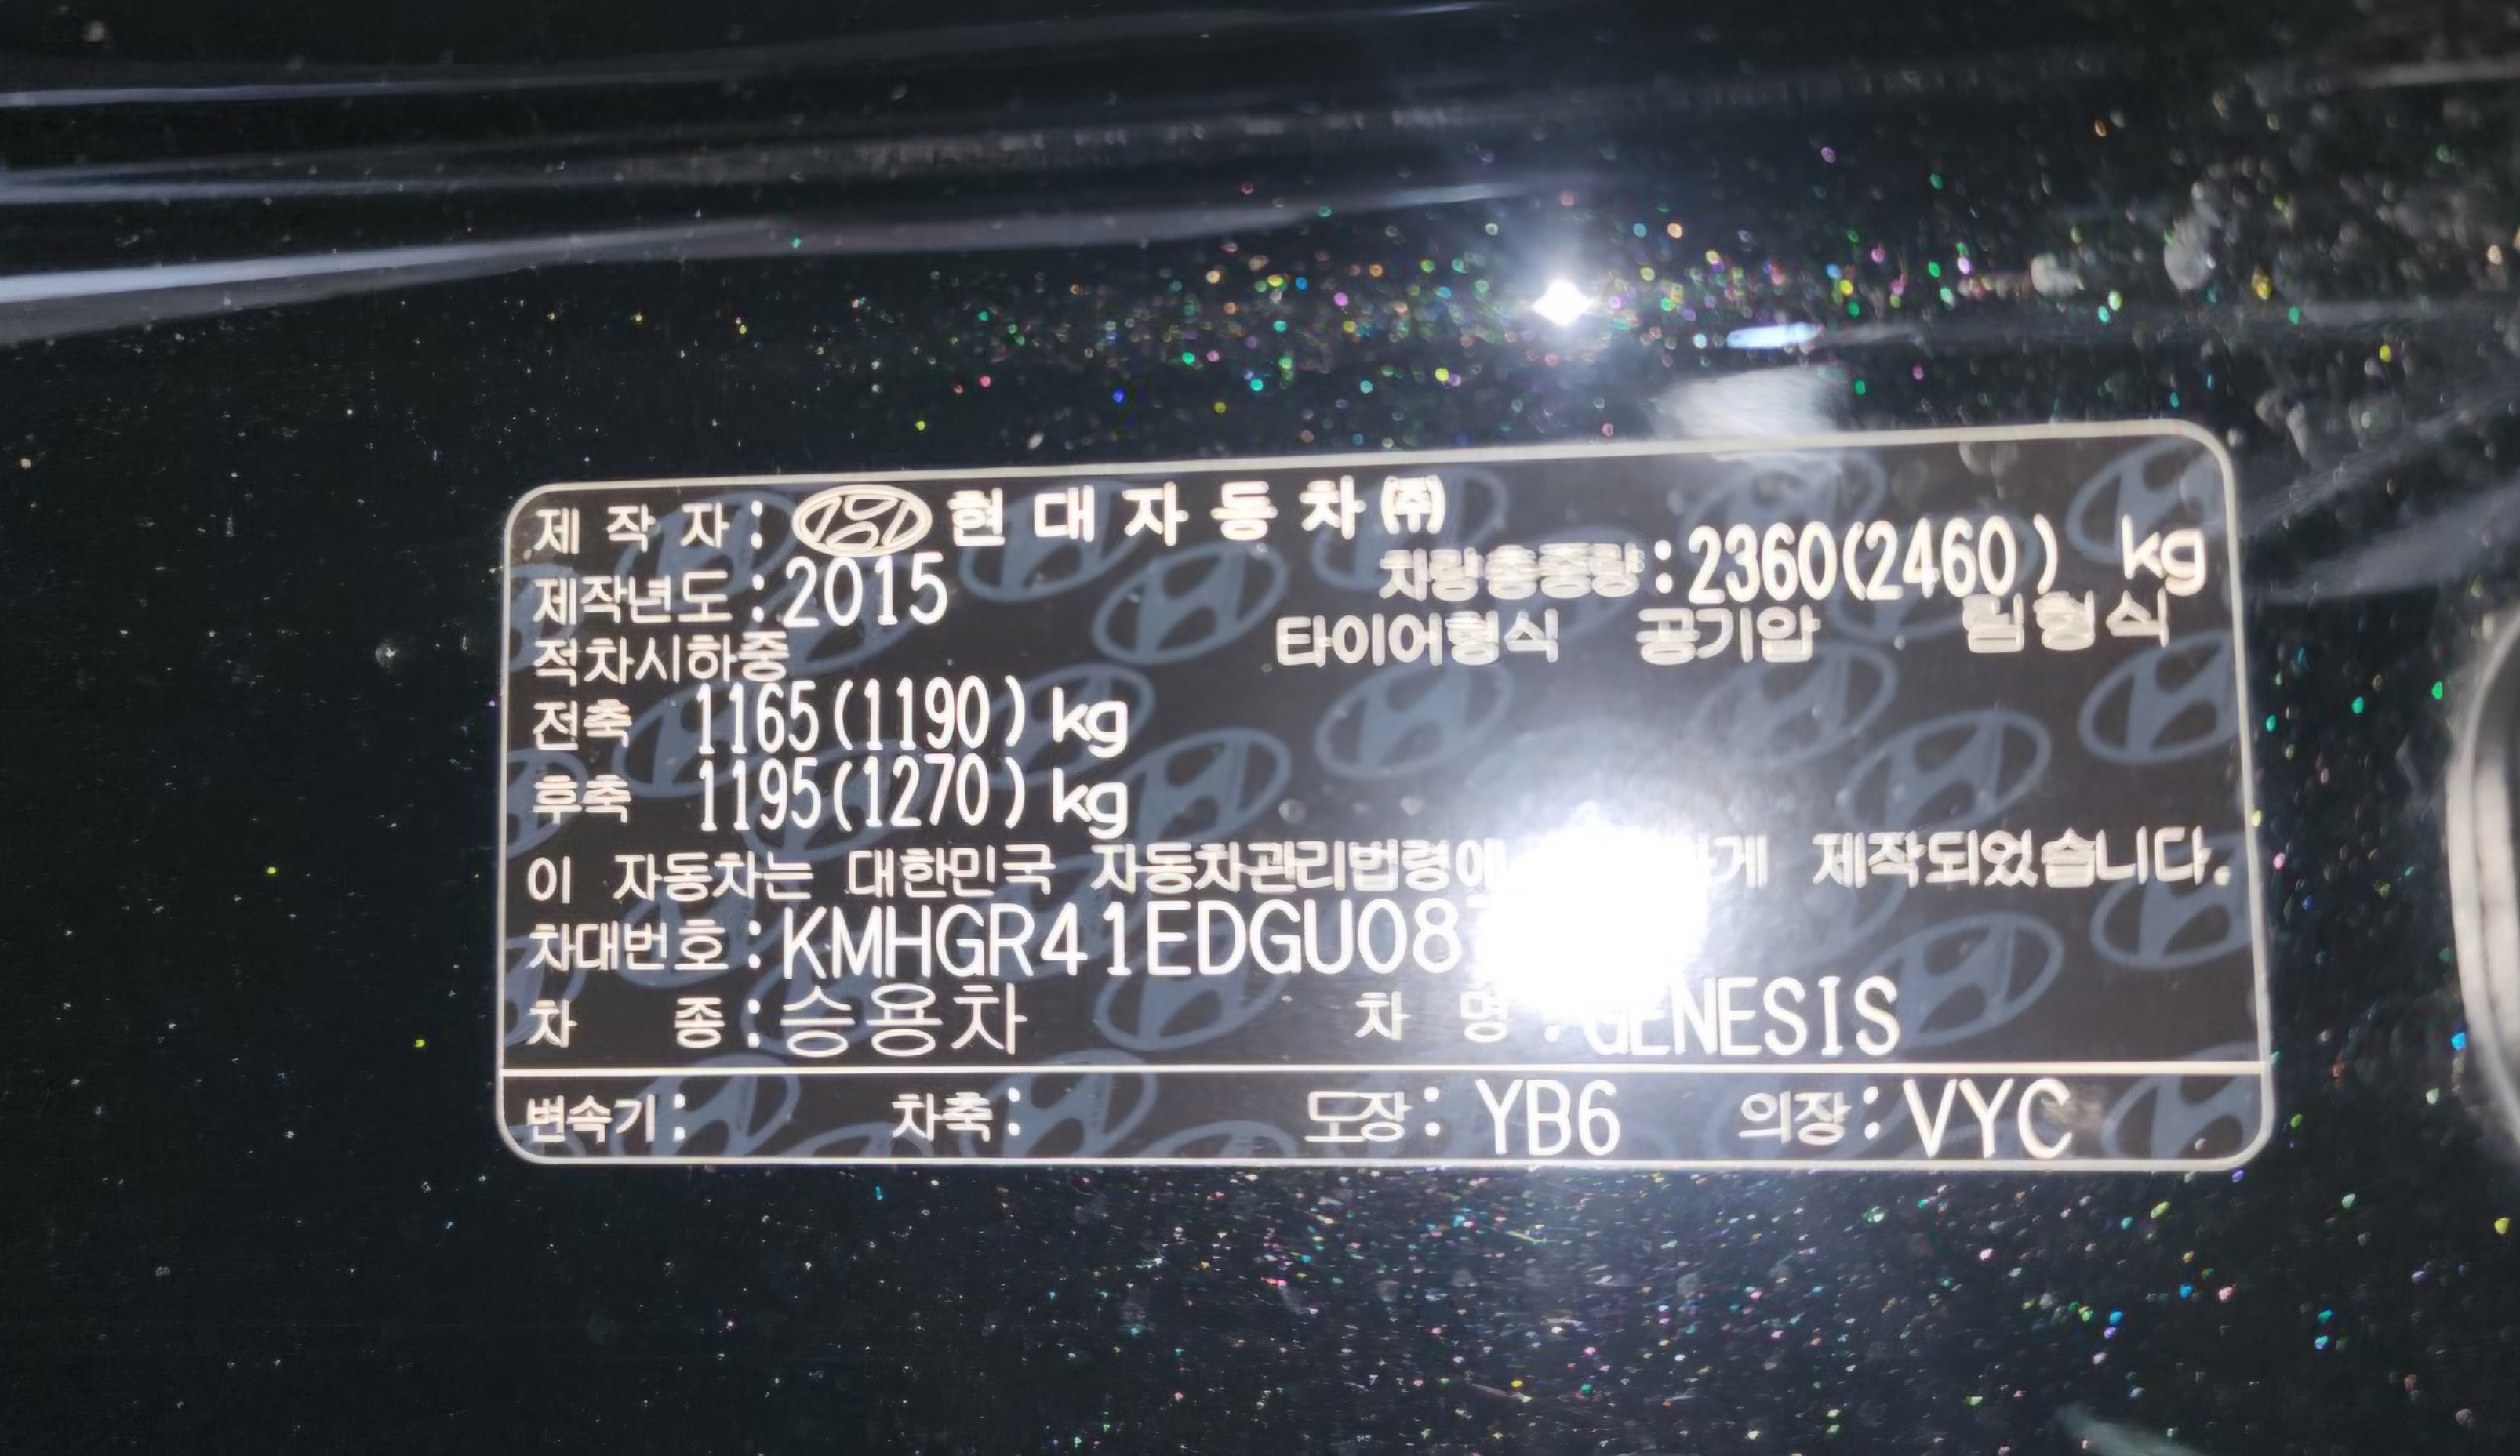 제 작 자 : 현 대 자 동 차 ㈜
제작년도 : 2015
차량총중량 : 2360(2460) kg
적차시하중
타이어형식 공기압 림형식
전축 1165(1190) kg
후축 1195(1270) kg
이 자동차는 대한민국 자동차관리법령에 제작되었습니다.
차대번호 :
차 종 : 승용차
차 명 : GENESIS
변속기 :
차축 :
도장 : YB6
의장 : VYC